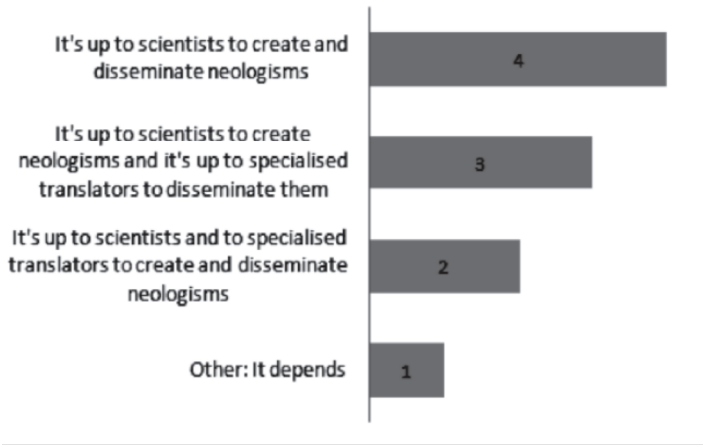 It's up to scientists to create and
disseminate neologisms
4
It's up to scientists to create
neologisms and it's up to specialised
translators to disseminate them
3
It's up to scientists and to specialised
translators to create and disseminate
neologisms
2
Other: It depends
1